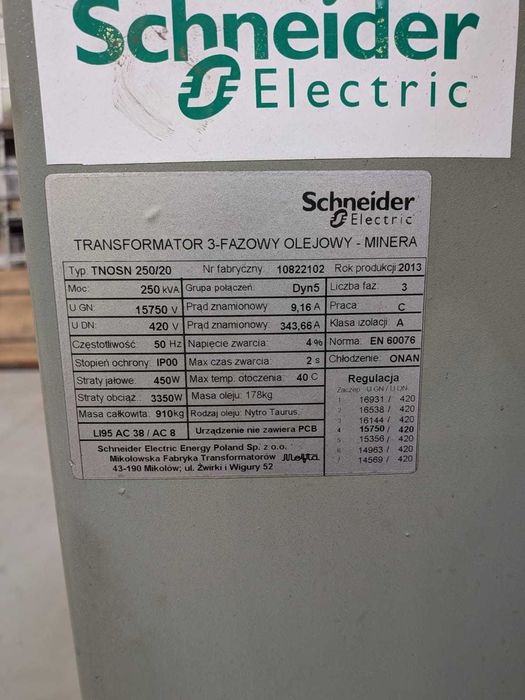 Schneider
Electric
Schneider
Electric
TRANSFORMATOR 3-FAZOWY OLEJOWY - MINERA
Typ: TNOSN 250/20 Nr fabryczny: 10822102 Rok produkcji 2013
Moc: 250 kVA Grupa połączeń: Dyn5 Liczba faz: 3
U GN: 15750 V Prąd znamionowy: 9,16 A Praca: C
U DN: 420 V Prąd znamionowy: 343,66 A Klasa izolacji: A
Częstotliwość: 50 Hz Napięcie zwarcia: 4% Norma: EN 60076
Stopień ochrony: IP00 Max czas zwarcia: 2 s Chłodzenie: ONAN
Straty jałowe: 450W Max temp. otoczenia: 40 C Regulacja
Straty obciąż.: 3350W Masa oleju: 178kg Zaczep U GN / U DN
Masa całkowita: 910kg Rodzaj oleju: Nytro Taurus.
LI95 AC 38 / AC 8 Urządzenie nie zawiera PCB
1 16931 / 420
2 16538 / 420
3 16144 / 420
4 15750 / 420
5 15356 / 420
6 14963 / 420
7 14569 / 420
Schneider Electric Energy Poland Sp. z o.o.
Mikołowska Fabryka Transformatorów Mefta
43-190 Mikołów; ul. Żwirki i Wigury 52